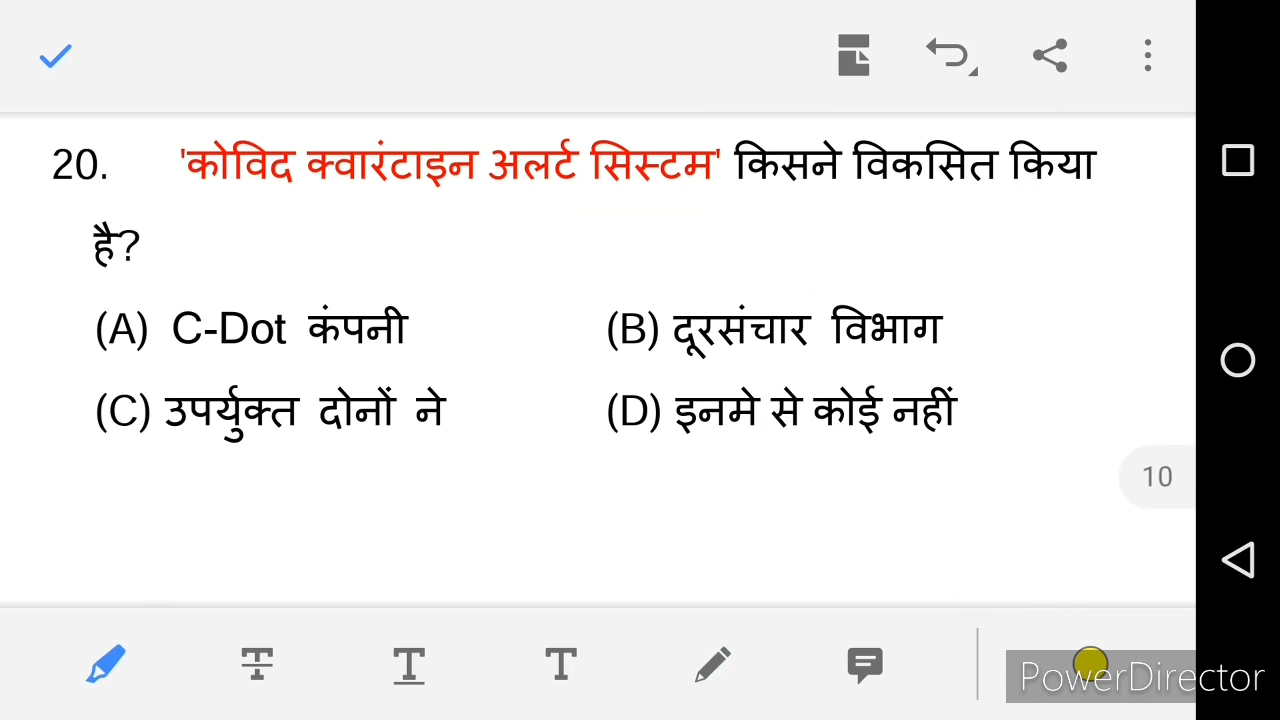 20. 'कोविद क्वारंटाइन अलर्ट सिस्टम' किसने विकसित किया
है?
(A) C-Dot कंपनी (B) दूरसंचार विभाग
(C) उपर्युक्त दोनों ने (D) इनमे से कोई नहीं
10
T T T
PowerDirector